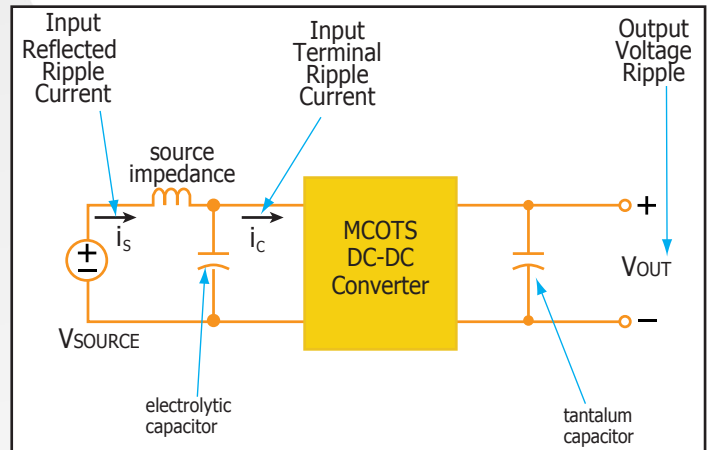 Input
Reflected
Ripple
Current
Input
Terminal
Ripple
Current
Output
Voltage
Ripple
source
impedance
iS
iC
+
−
MCOTS
DC-DC
Converter
+
VOUT
−
VSOURCE
electrolytic
capacitor
tantalum
capacitor